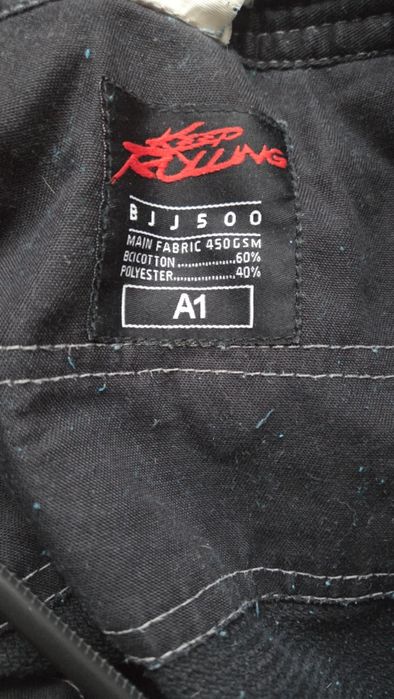 KEEP
ROLLING
BJJ500
MAIN FABRIC 450GSM
BCICOTTON..............60%
POLYESTER..............40%
A1